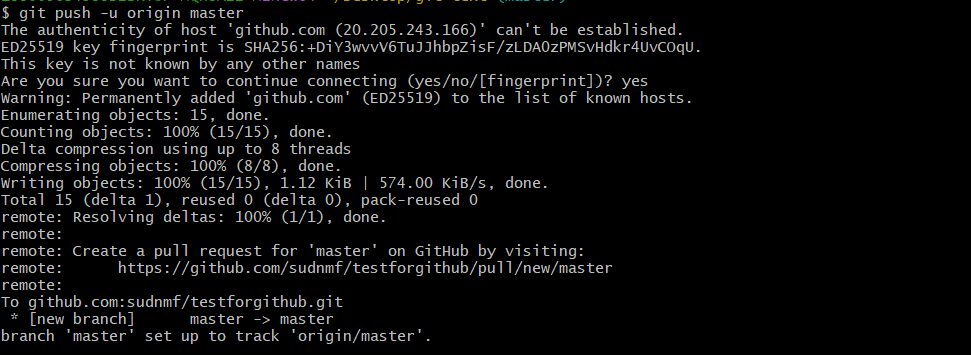 $ git push -u origin master
The authenticity of host 'github.com (20.205.243.166)' can't be established.
ED25519 key fingerprint is SHA256:+DiY3wvvV6TuJJhbpZisF/zLDA0zPMSvHdkr4UvCOqU.
This key is not known by any other names
Are you sure you want to continue connecting (yes/no/[fingerprint])? yes
Warning: Permanently added 'github.com' (ED25519) to the list of known hosts.
Enumerating objects: 15, done.
Counting objects: 100% (15/15), done.
Delta compression using up to 8 threads
Compressing objects: 100% (8/8), done.
Writing objects: 100% (15/15), 1.12 KiB | 574.00 KiB/s, done.
Total 15 (delta 1), reused 0 (delta 0), pack-reused 0
remote: Resolving deltas: 100% (1/1), done.
remote:
remote: Create a pull request for 'master' on GitHub by visiting:
remote:      https://github.com/sudnmf/testforgithub/pull/new/master
remote:
To github.com:sudnmf/testforgithub.git
 * [new branch]      master -> master
branch 'master' set up to track 'origin/master'.